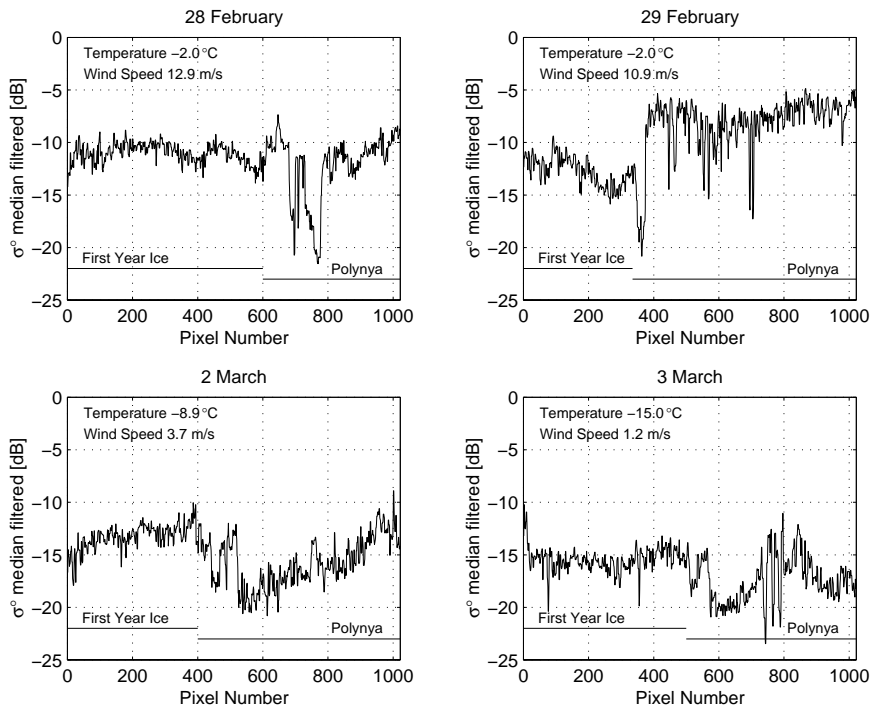 28 February
σ° median filtered [dB]
0
−5
−10
−15
−20
−25
Temperature −2.0°C
Wind Speed 12.9 m/s
First Year Ice
Polynya
0 200 400 600 800 1000
Pixel Number
29 February
σ° median filtered [dB]
0
−5
−10
−15
−20
−25
Temperature −2.0°C
Wind Speed 10.9 m/s
First Year Ice
Polynya
0 200 400 600 800 1000
Pixel Number
2 March
σ° median filtered [dB]
0
−5
−10
−15
−20
−25
Temperature −8.9°C
Wind Speed 3.7 m/s
First Year Ice
Polynya
0 200 400 600 800 1000
Pixel Number
3 March
σ° median filtered [dB]
0
−5
−10
−15
−20
−25
Temperature −15.0°C
Wind Speed 1.2 m/s
First Year Ice
Polynya
0 200 400 600 800 1000
Pixel Number